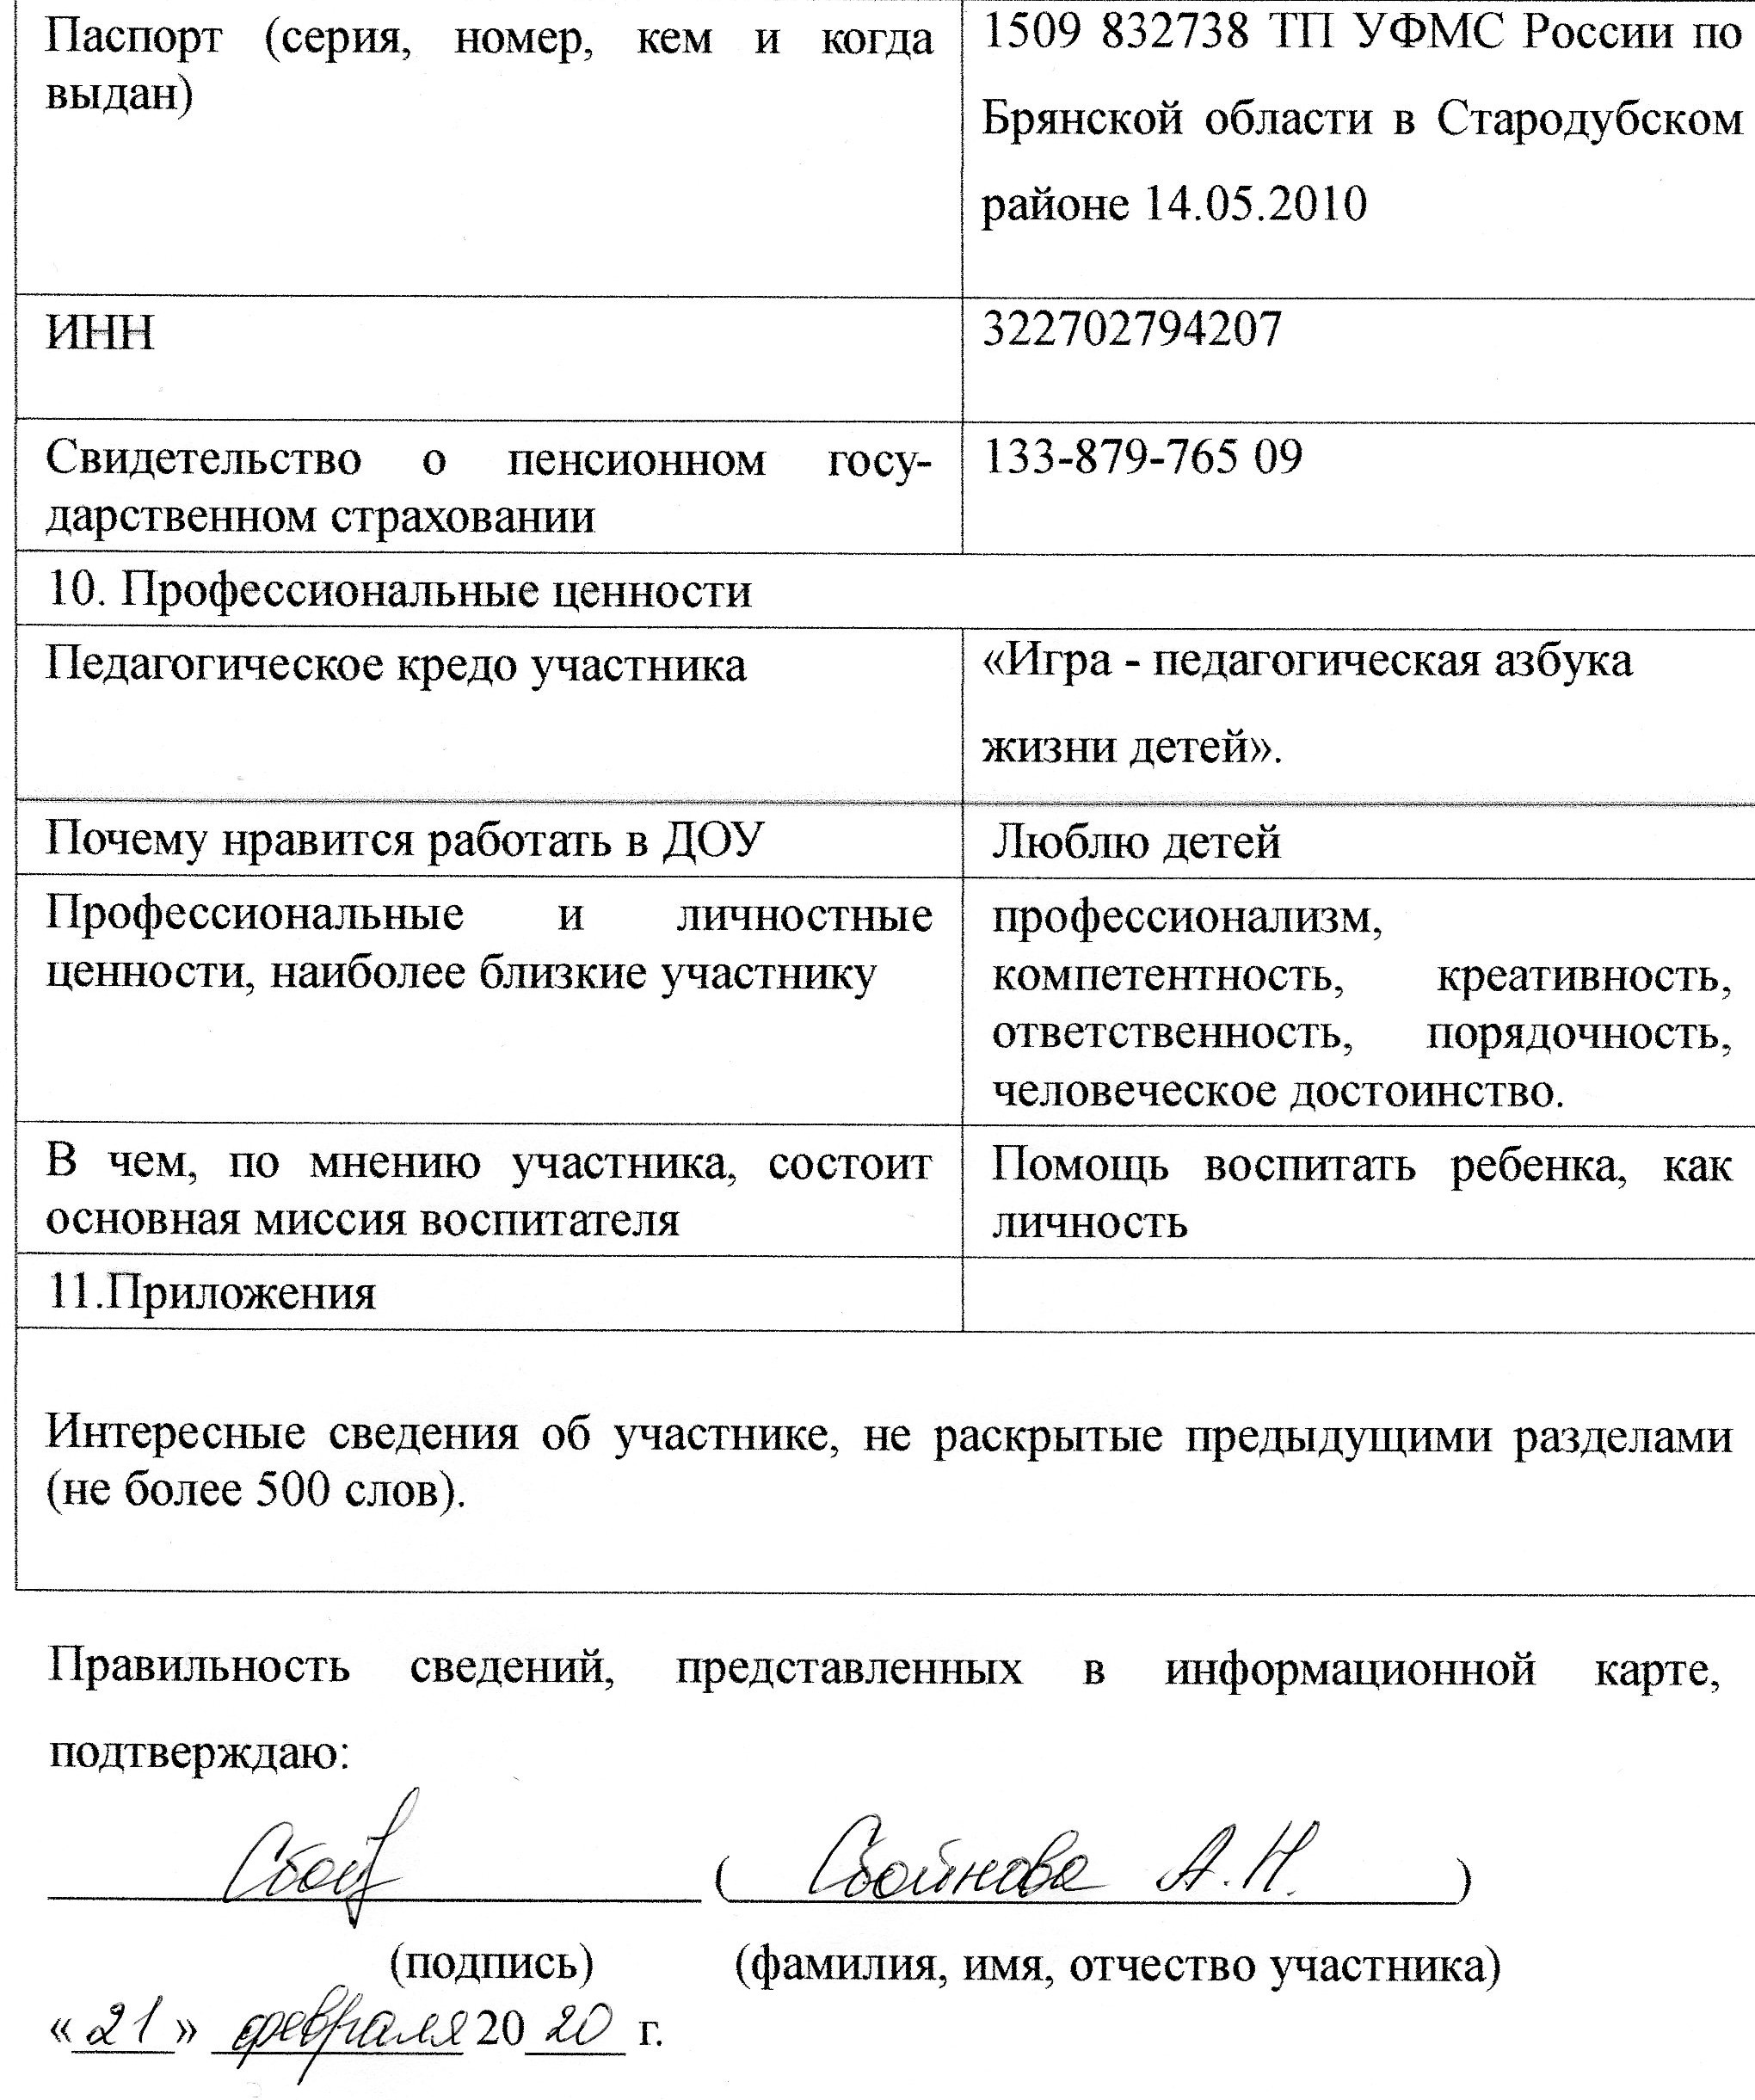 Паспорт (серия, номер, кем и когда
выдан)
1509 832738 ТП УФМС России по
Брянской области в Стародубском
районе 14.05.2010
ИНН
322702794207
Свидетельство о пенсионном госу-
дарственном страховании
133-879-765 09
10. Профессиональные ценности
Педагогическое кредо участника
«Игра - педагогическая азбука
жизни детей».
Почему нравится работать в ДОУ
Люблю детей
Профессиональные и личностные
ценности, наиболее близкие участнику
профессионализм,
компетентность, креативность,
ответственность, порядочность,
человеческое достоинство.
В чем, по мнению участника, состоит
основная миссия воспитателя
Помощь воспитать ребенка, как
личность
11.Приложения
Интересные сведения об участнике, не раскрытые предыдущими разделами
(не более 500 слов).
Правильность сведений, представленных в информационной карте,
подтверждаю:
( Сбойнова А.Н. )
(подпись) (фамилия, имя, отчество участника)
«21» февраля 2020 г.